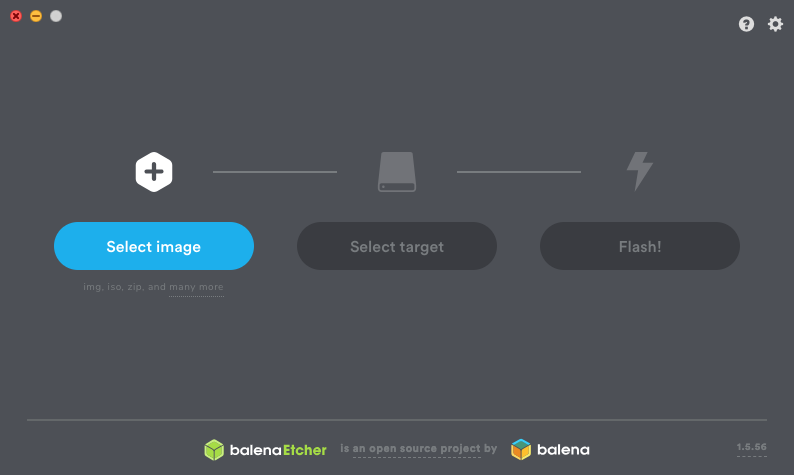 Select image
Select target
Flash!
img, iso, zip, and many more
balenaEtcher is an open source project by balena
1.5.56